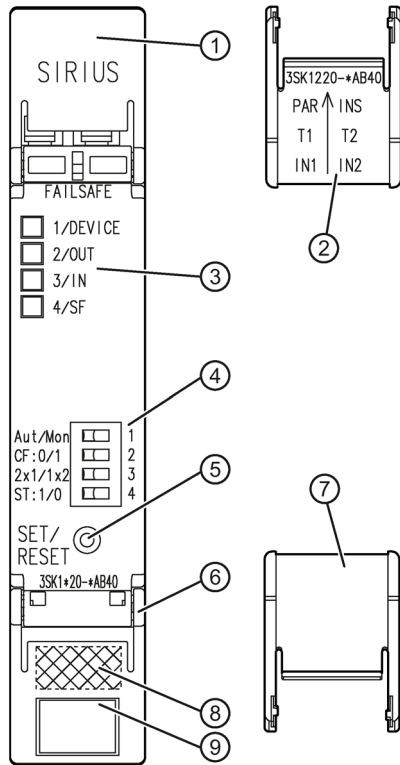 SIRIUS
FAILSAFE
1/DEVICE
2/OUT
3/IN
4/SF
Aut/Mon 1
CF:0/1 2
2x1/1x2 3
ST:1/0 4
SET/
RESET
3SK1*20-*AB40
1
3SK1220-*AB40
PAR INS
T1 T2
IN1 IN2
2
3
4
5
6
7
8
9